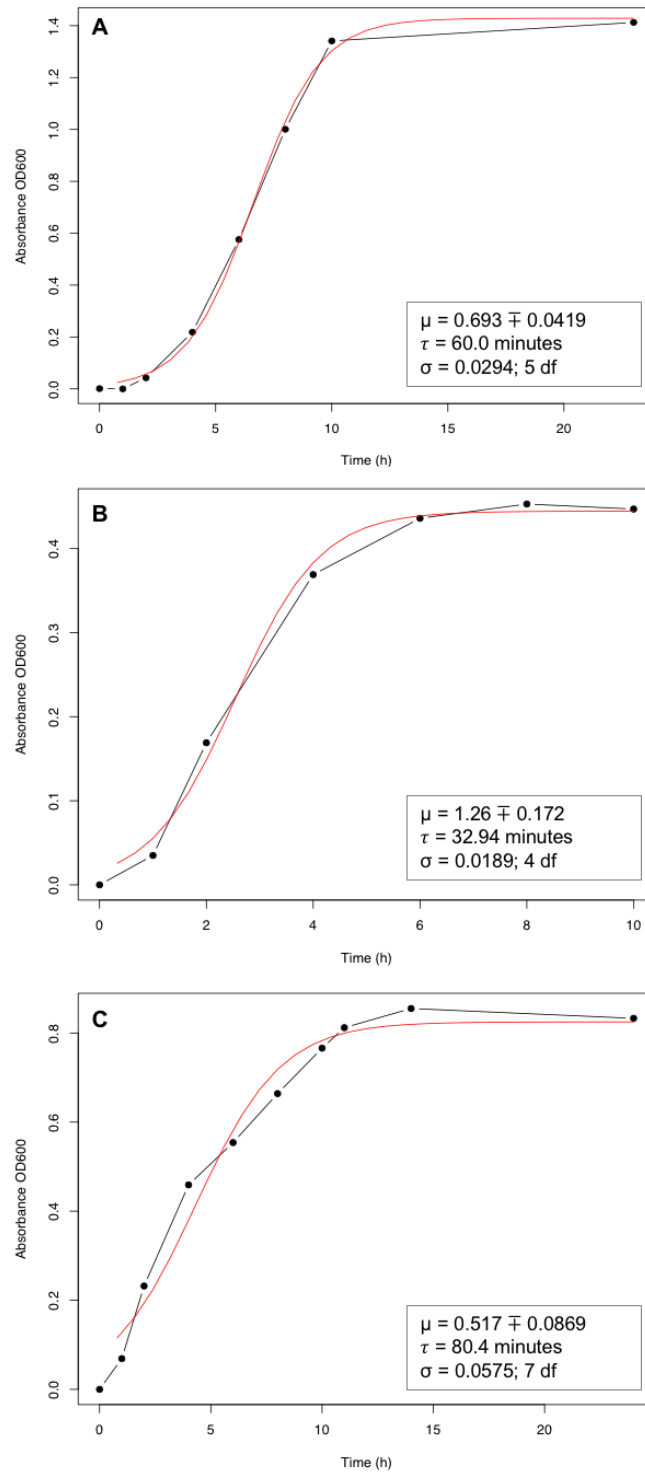 A
1.4
1.2
1.0
0.8
0.6
0.4
0.2
0.0
Absorbance OD600
μ = 0.693 ∓ 0.0419
τ = 60.0 minutes
σ = 0.0294; 5 df
0 5 10 15 20
Time (h)
B
0.4
0.3
0.2
0.1
0.0
Absorbance OD600
μ = 1.26 ∓ 0.172
τ = 32.94 minutes
σ = 0.0189; 4 df
0 2 4 6 8 10
Time (h)
C
0.8
0.6
0.4
0.2
0.0
Absorbance OD600
μ = 0.517 ∓ 0.0869
τ = 80.4 minutes
σ = 0.0575; 7 df
0 5 10 15 20
Time (h)